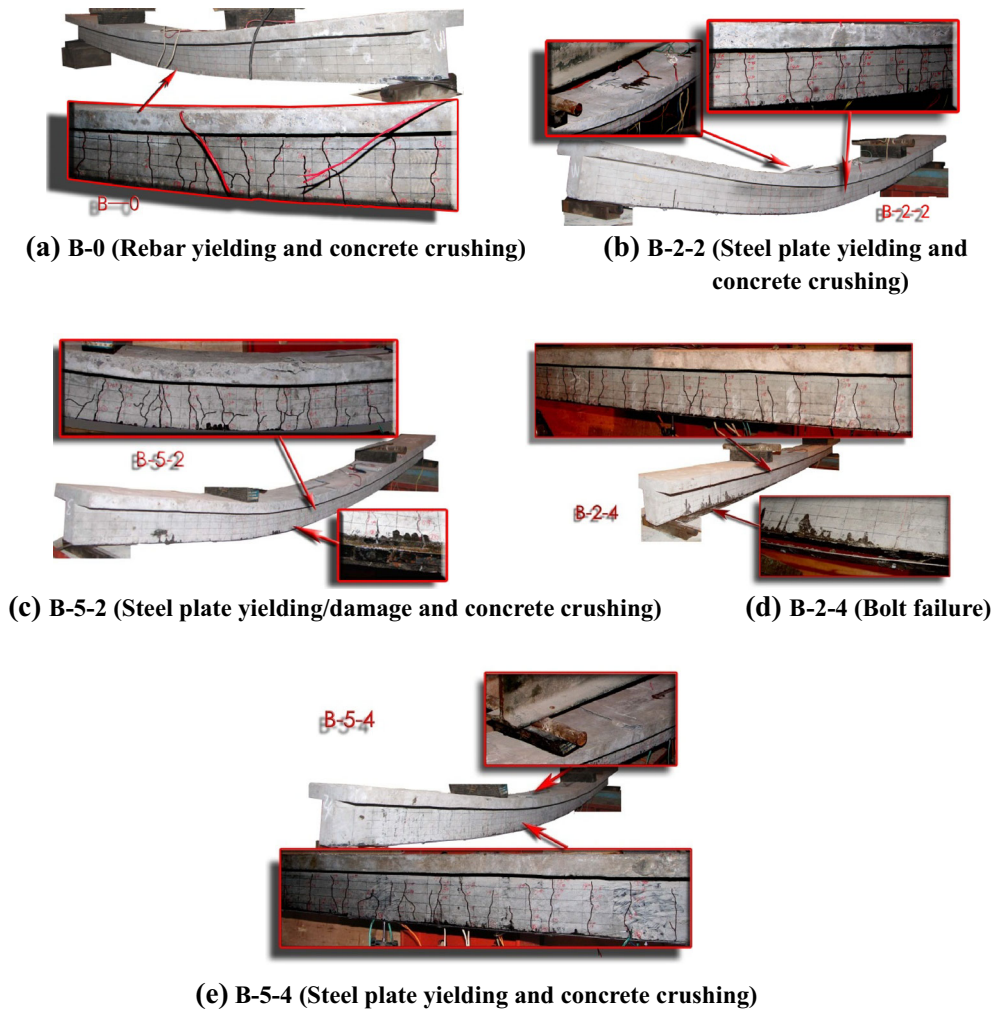 B-0
(a) B-0 (Rebar yielding and concrete crushing)
B-2-2
(b) B-2-2 (Steel plate yielding and
concrete crushing)
B-5-2
(c) B-5-2 (Steel plate yielding/damage and concrete crushing)
B-2-4
(d) B-2-4 (Bolt failure)
B-5-4
(e) B-5-4 (Steel plate yielding and concrete crushing)